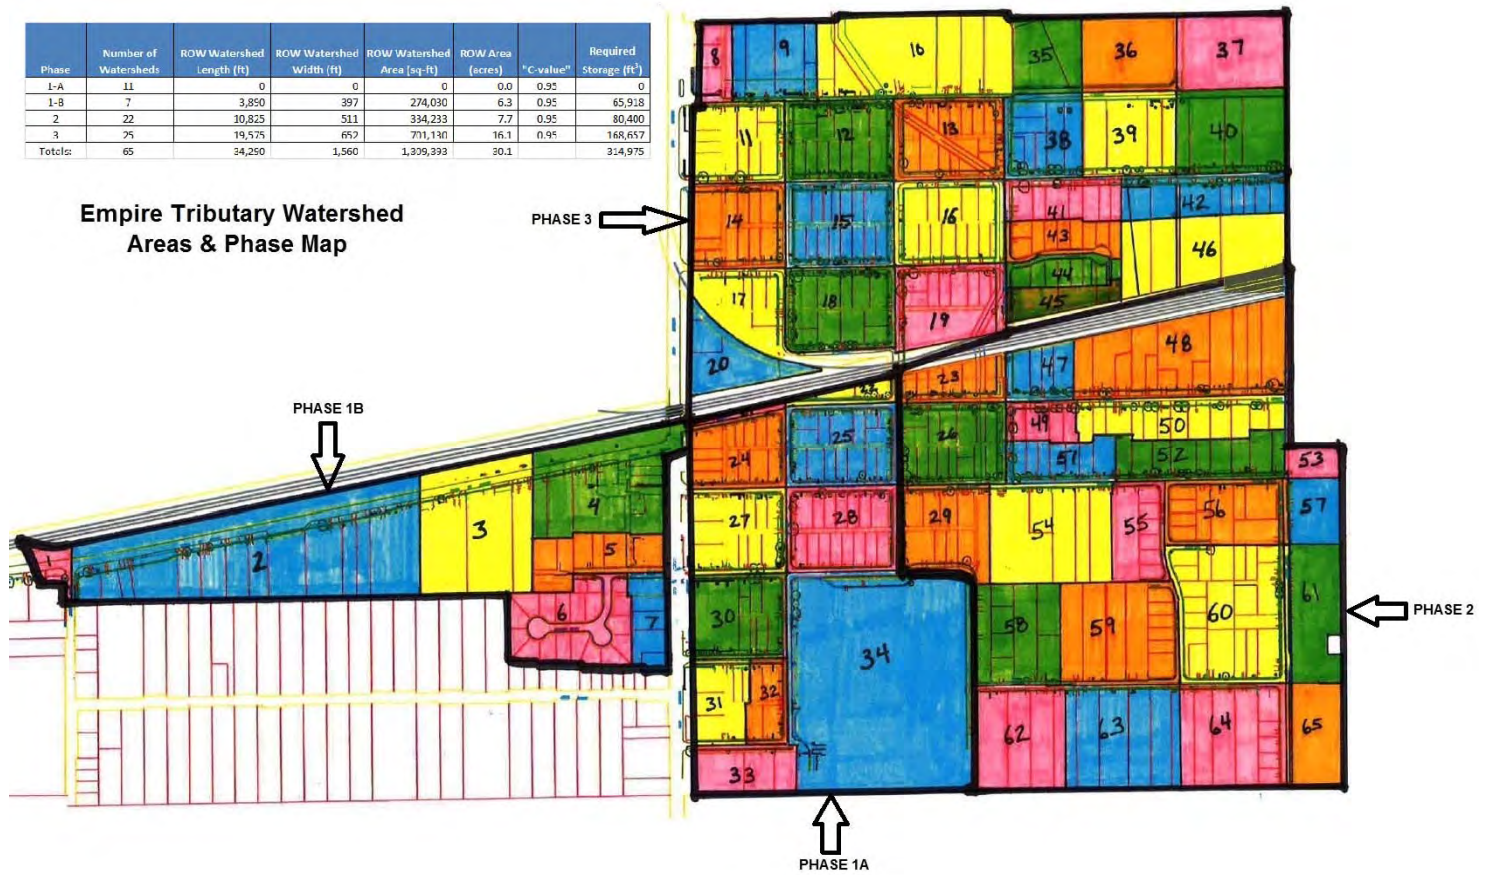 Phase Number of Watersheds ROW Watershed Length (ft) ROW Watershed Width (ft) ROW Watershed Area (sq-ft) ROW Area (acres) "C-value" Required Storage (ft³)
1-A 11 0 0 0 0.0 0.95 0
1-B 7 3,890 397 274,030 6.3 0.95 65,918
2 22 10,825 511 334,233 7.7 0.95 80,400
3 25 19,575 652 701,130 16.1 0.95 168,657
Totals: 65 34,290 1,560 1,309,393 30.1 314,975
Empire Tributary Watershed
Areas & Phase Map
PHASE 3
PHASE 1B
PHASE 2
PHASE 1A
8 9 10 35 36 37
11 12 13 38 39 40
14 15 16 41 42
43 46
44
17 18 19 45
20 22 23 47 48
24 25 26 49 50
51 52 53
1 2 3 4 5 6 7
27 28 29 54 55 56 57
30 34 58 59 60 61
31 32
33 62 63 64 65